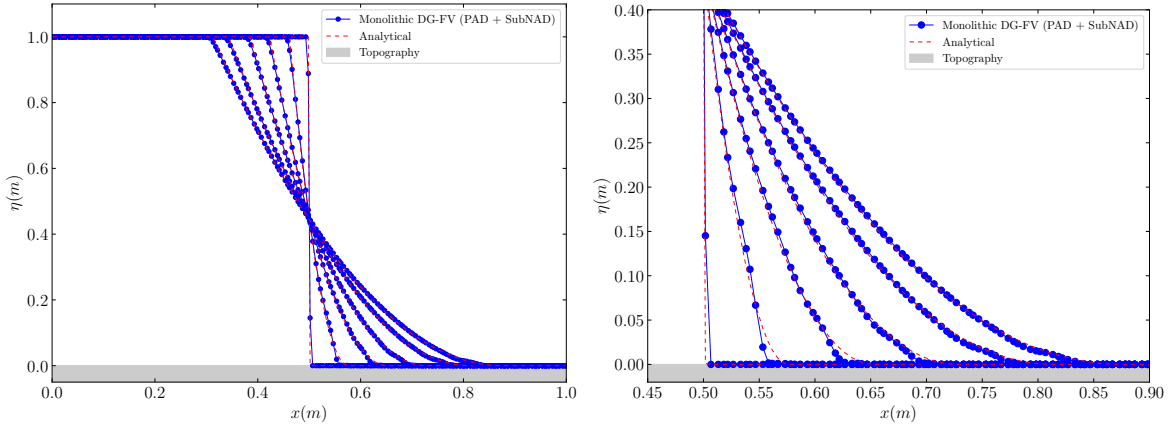 1.0
0.8
0.6
0.4
0.2
0.0
η(m)
0.0 0.2 0.4 0.6 0.8 1.0
x(m)
Monolithic DG-FV (PAD + SubNAD)
Analytical
Topography
0.40
0.35
0.30
0.25
0.20
0.15
0.10
0.05
0.00
η(m)
0.45 0.50 0.55 0.60 0.65 0.70 0.75 0.80 0.85 0.90
x(m)
Monolithic DG-FV (PAD + SubNAD)
Analytical
Topography